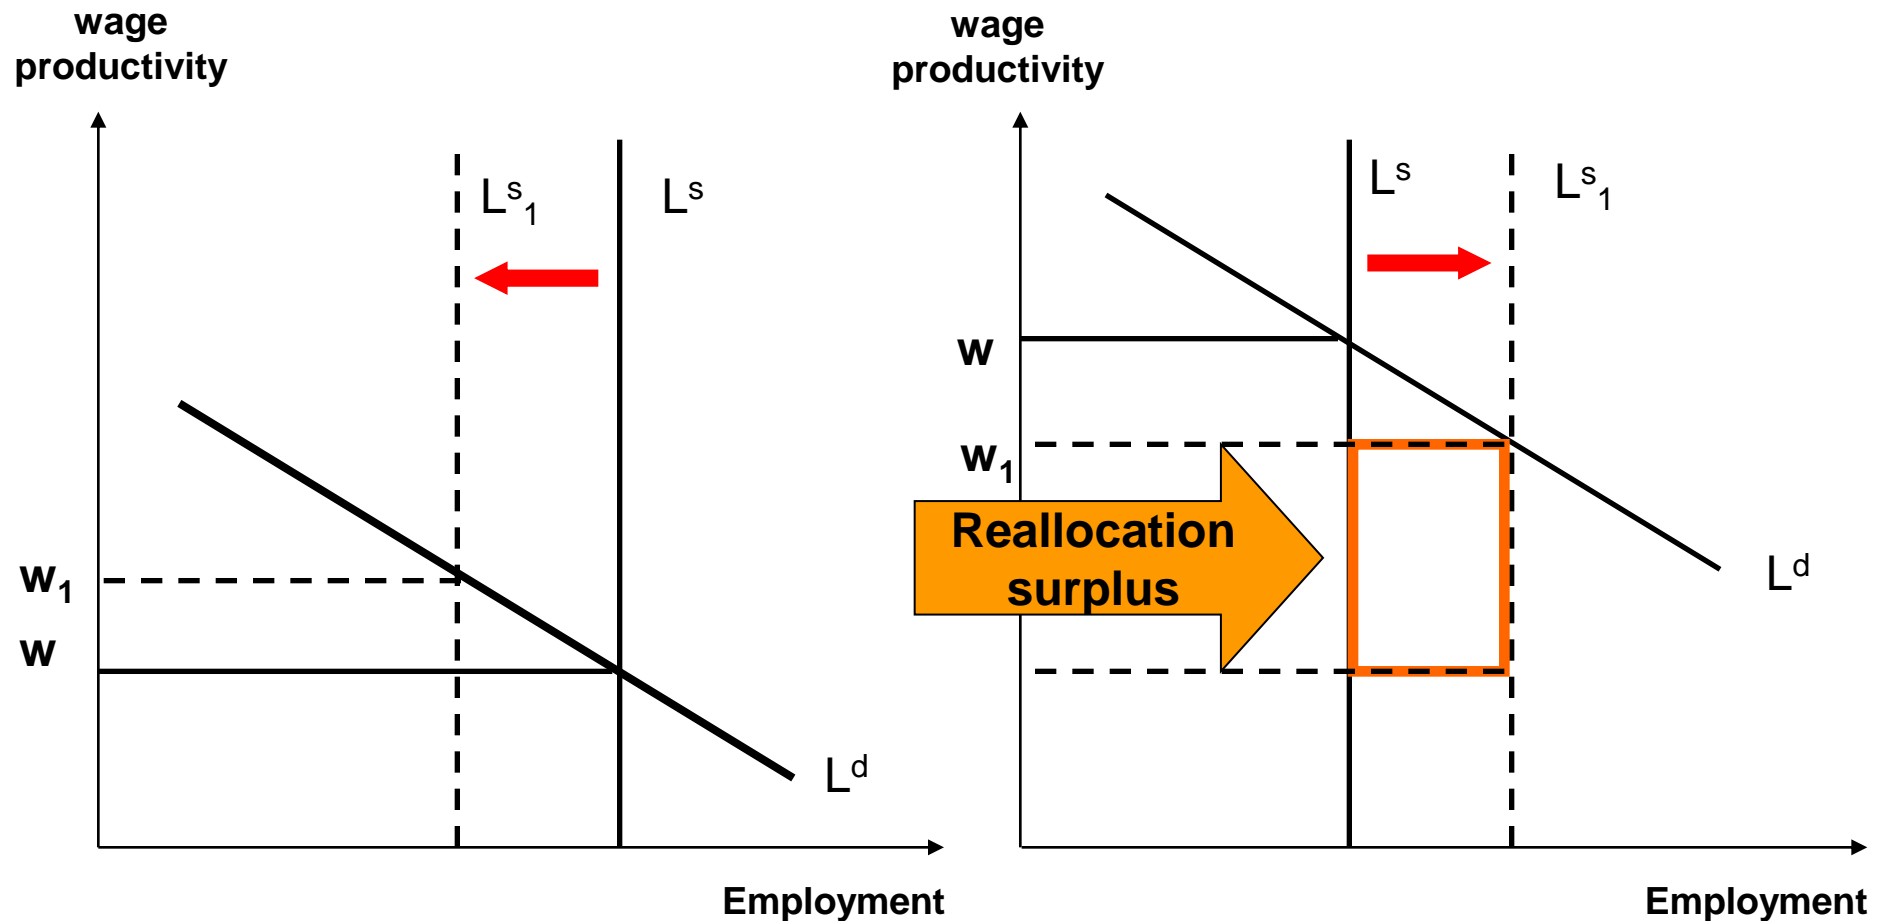 wage
productivity
Lˢ₁
Lˢ
w₁
w
Lᵈ
Employment
wage
productivity
Lˢ
Lˢ₁
w
w₁
Reallocation
surplus
Lᵈ
Employment